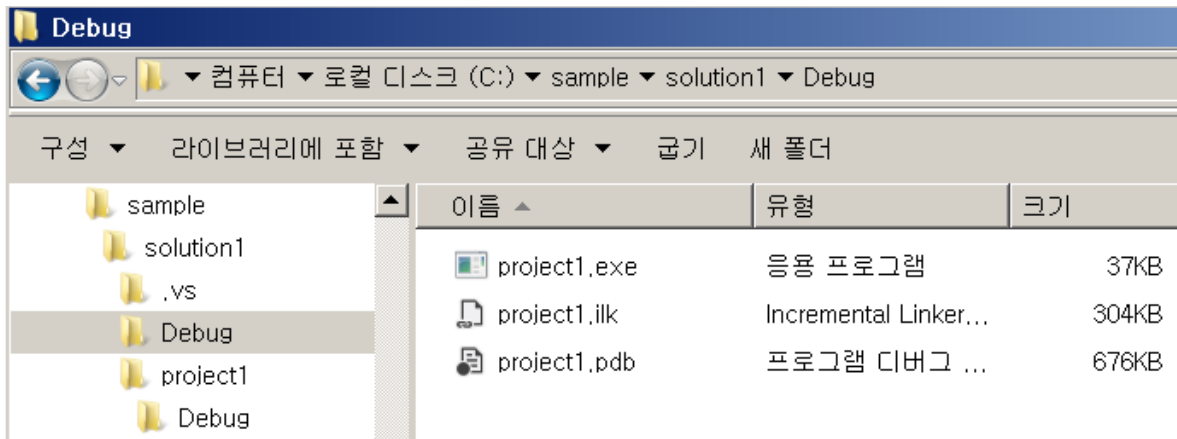 Debug
▼ 컴퓨터 ▼ 로컬 디스크 (C:) ▼ sample ▼ solution1 ▼ Debug
구성 ▼ 라이브러리에 포함 ▼ 공유 대상 ▼ 굽기 새 폴더
sample
solution1
.vs
Debug
project1
Debug
이름 유형 크기
project1.exe 응용 프로그램 37KB
project1.ilk Incremental Linker... 304KB
project1.pdb 프로그램 디버그 ... 676KB